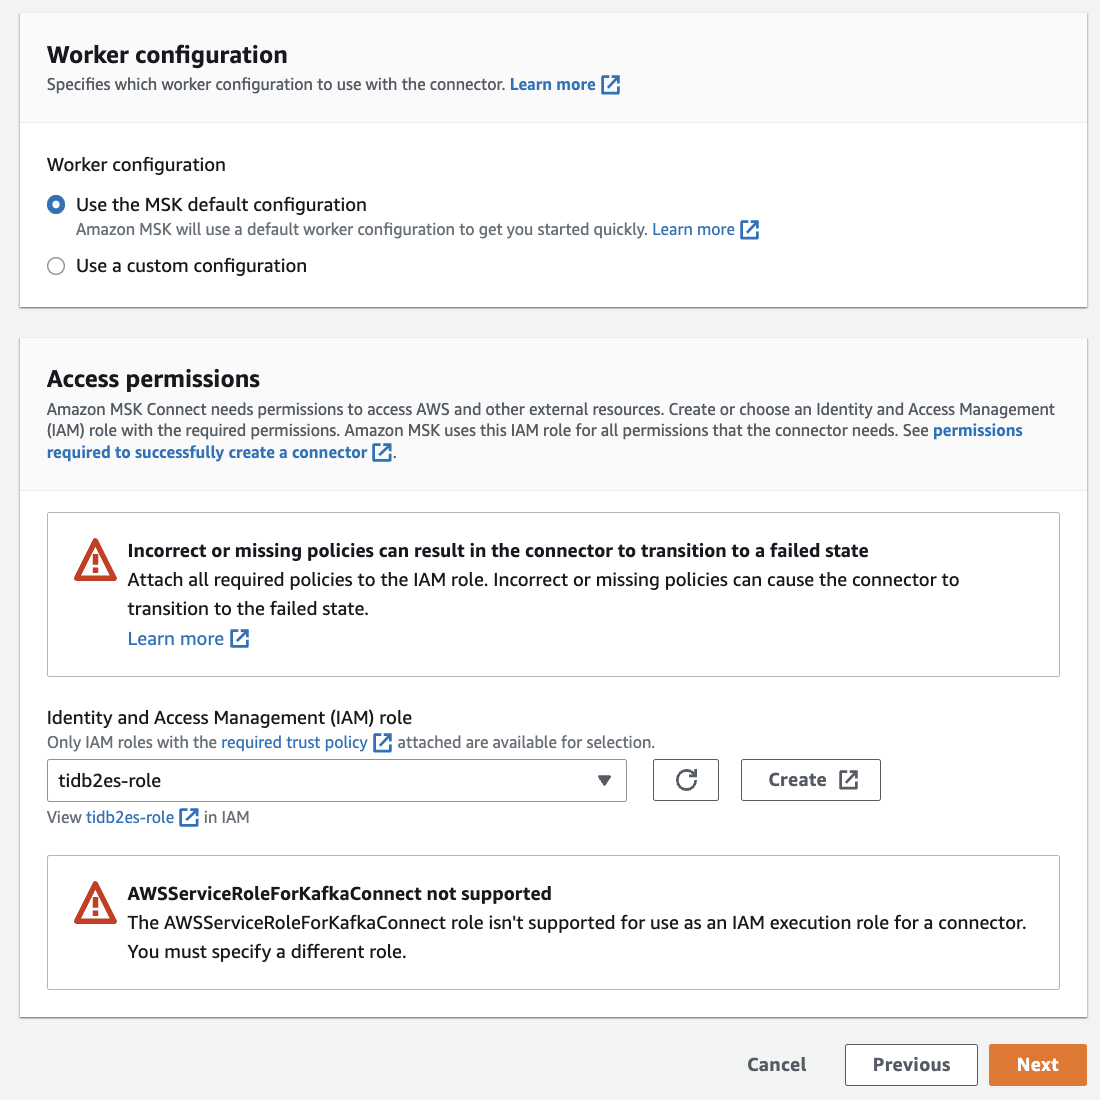 Worker configuration
Specifies which worker configuration to use with the connector. Learn more
Worker configuration
Use the MSK default configuration
Amazon MSK will use a default worker configuration to get you started quickly. Learn more
Use a custom configuration
Access permissions
Amazon MSK Connect needs permissions to access AWS and other external resources. Create or choose an Identity and Access Management
(IAM) role with the required permissions. Amazon MSK uses this IAM role for all permissions that the connector needs. See permissions
required to successfully create a connector.
Incorrect or missing policies can result in the connector to transition to a failed state
Attach all required policies to the IAM role. Incorrect or missing policies can cause the connector to
transition to the failed state.
Learn more
Identity and Access Management (IAM) role
Only IAM roles with the required trust policy attached are available for selection.
tidb2es-role
Create
View tidb2es-role in IAM
AWSServiceRoleForKafkaConnect not supported
The AWSServiceRoleForKafkaConnect role isn't supported for use as an IAM execution role for a connector.
You must specify a different role.
Cancel
Previous
Next